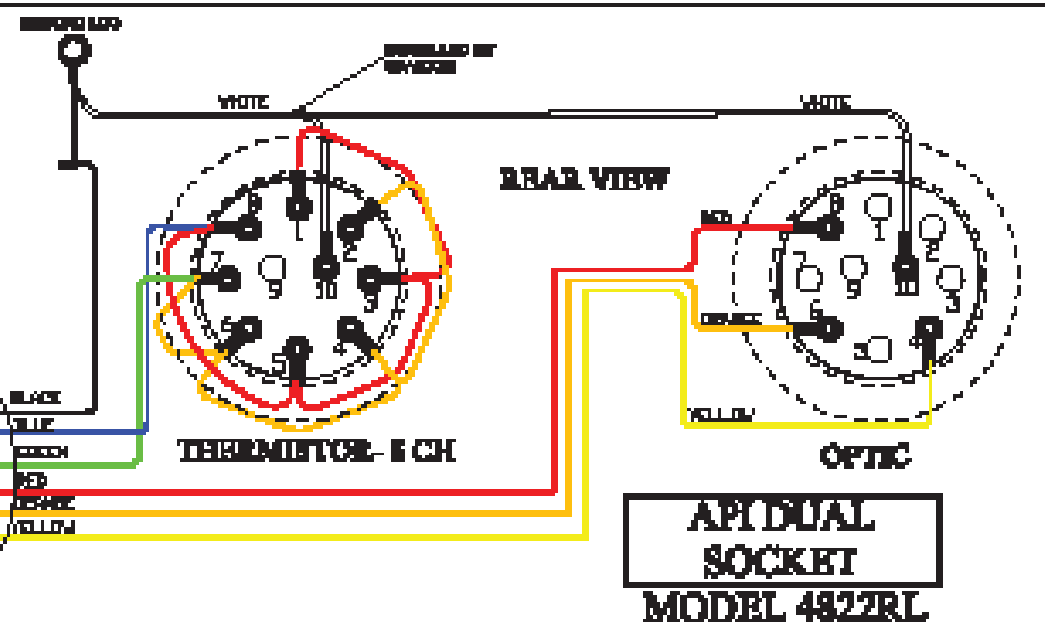 WHITE
WHITE
REAR VIEW
8
1
2
7
9
10
3
6
5
4
RED
8
1
2
7
9
10
3
ORANGE
6
4
3
BLACK
BLUE
GREEN
RED
ORANGE
YELLOW
YELLOW
THERMISTOR- CH
OPTIC
API DUAL
SOCKET
MODEL 4822RL